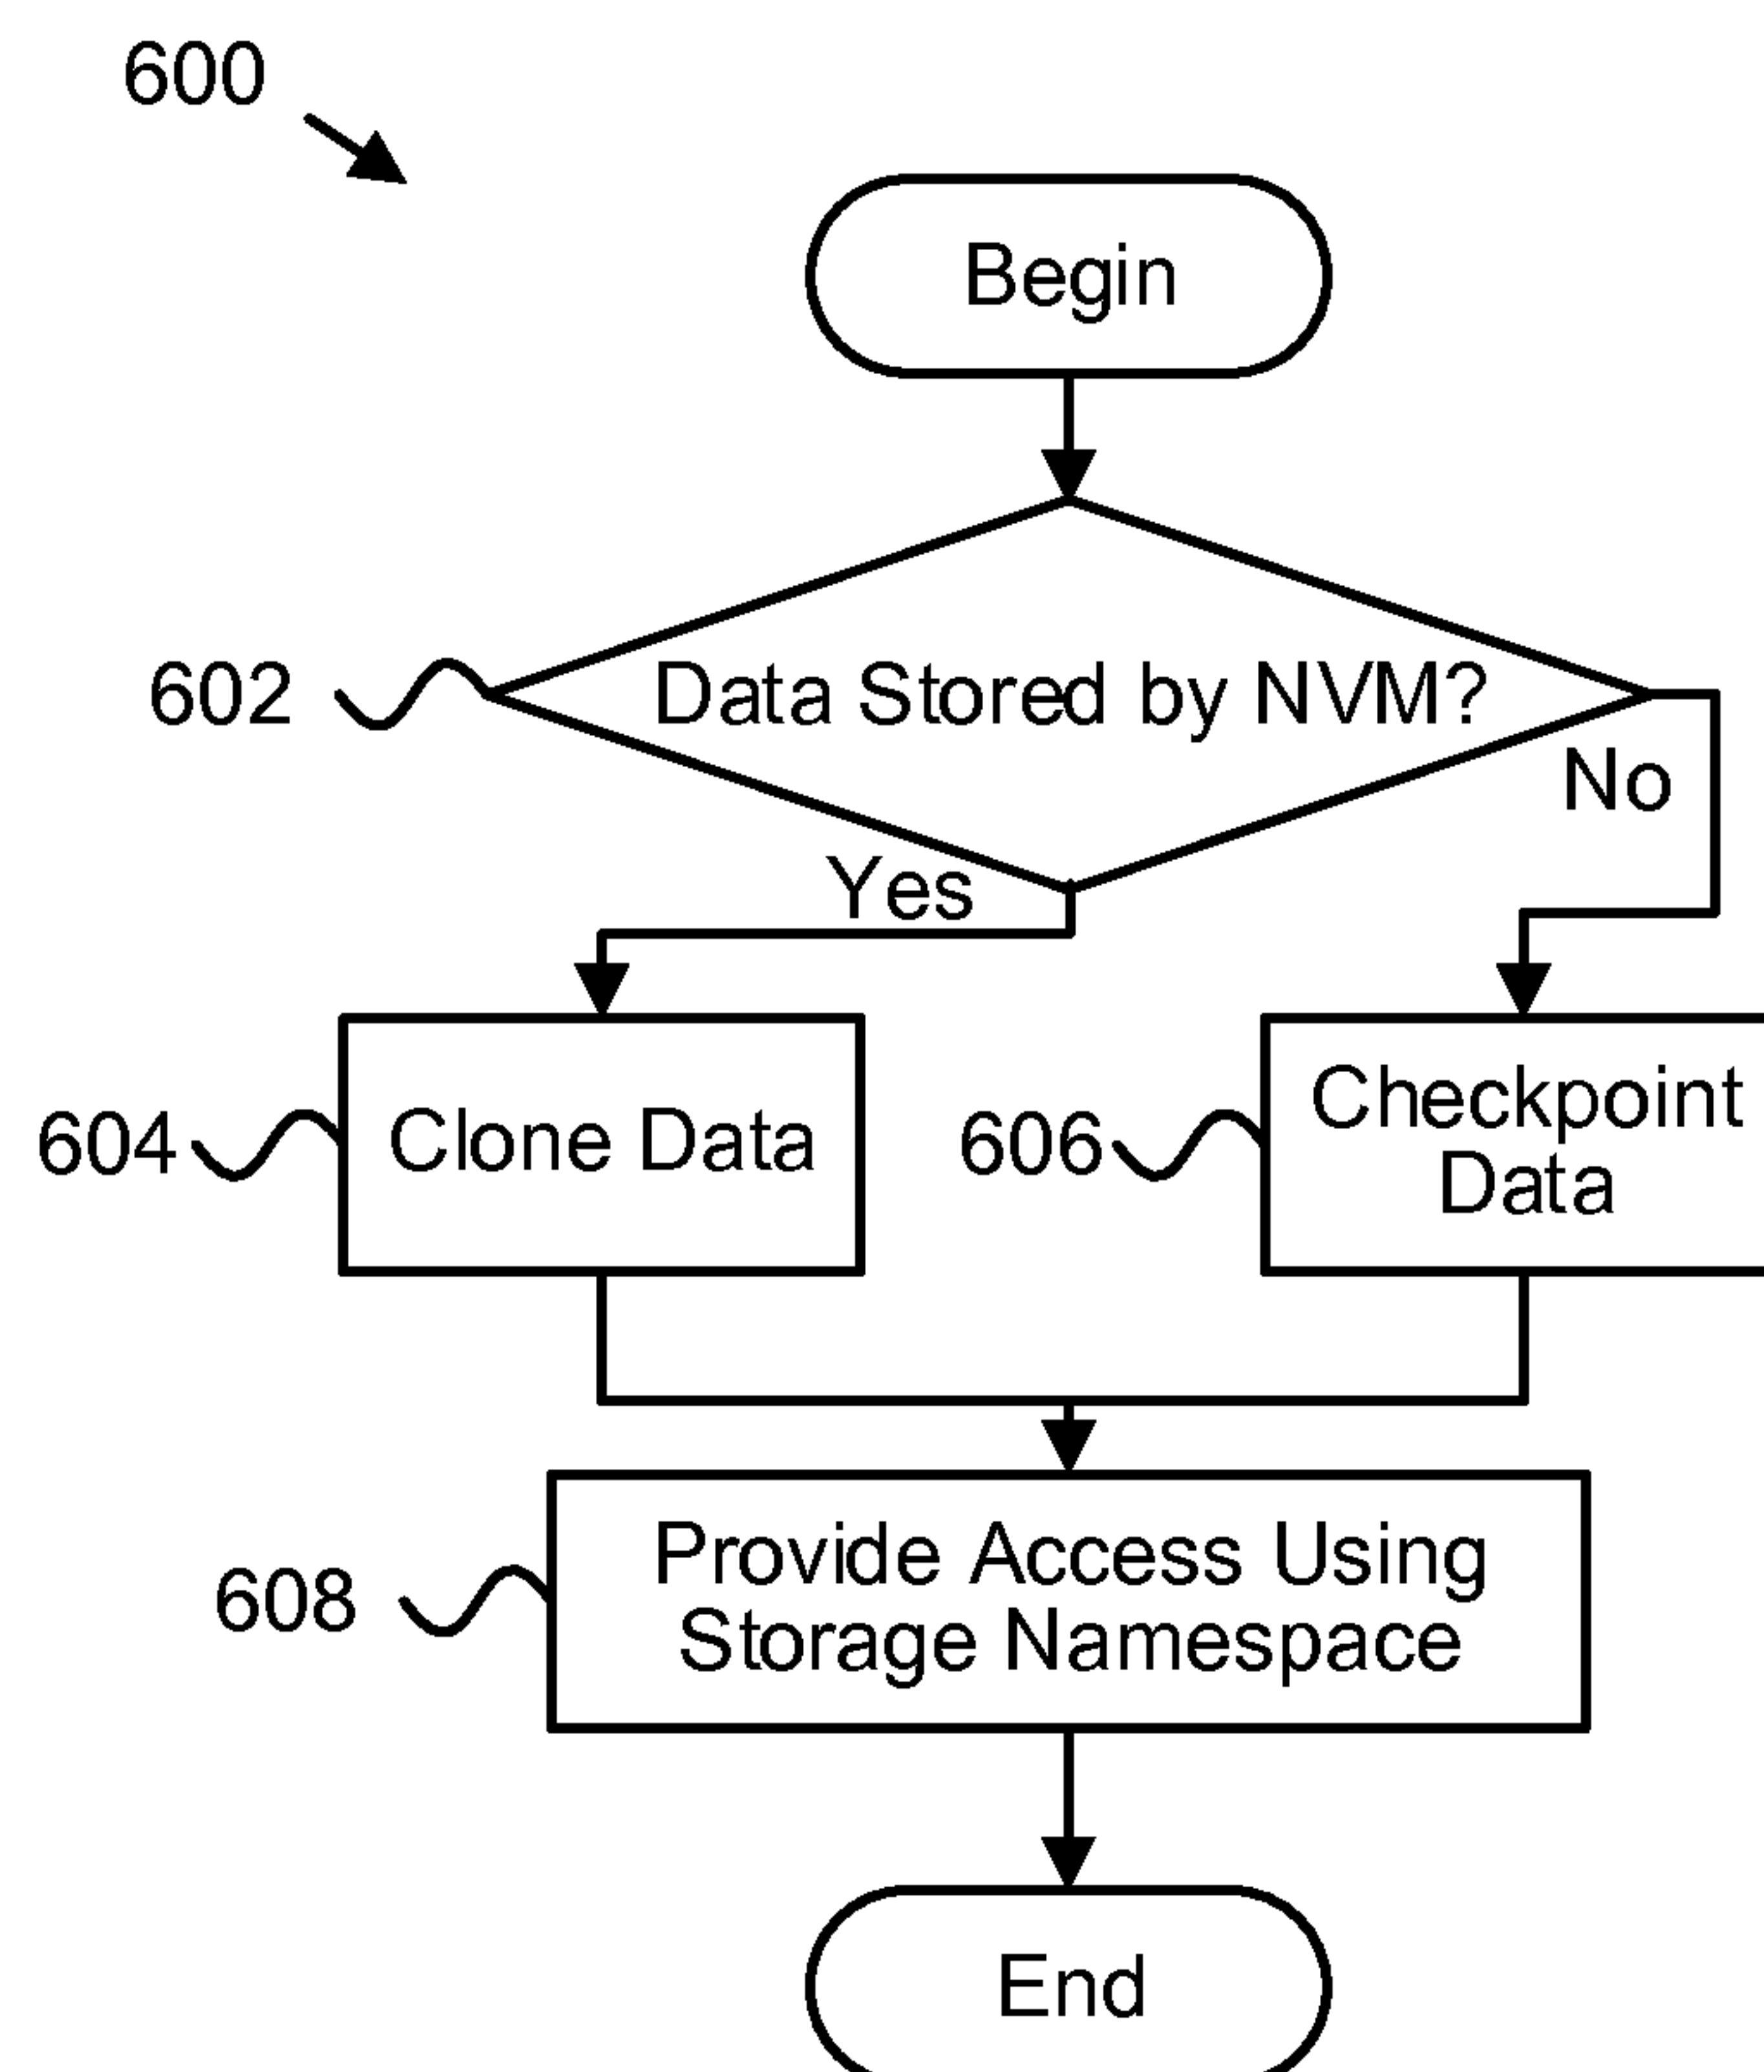 600
Begin
602
Data Stored by NVM?
No
Yes
604
Clone Data
606
Checkpoint
Data
608
Provide Access Using
Storage Namespace
End